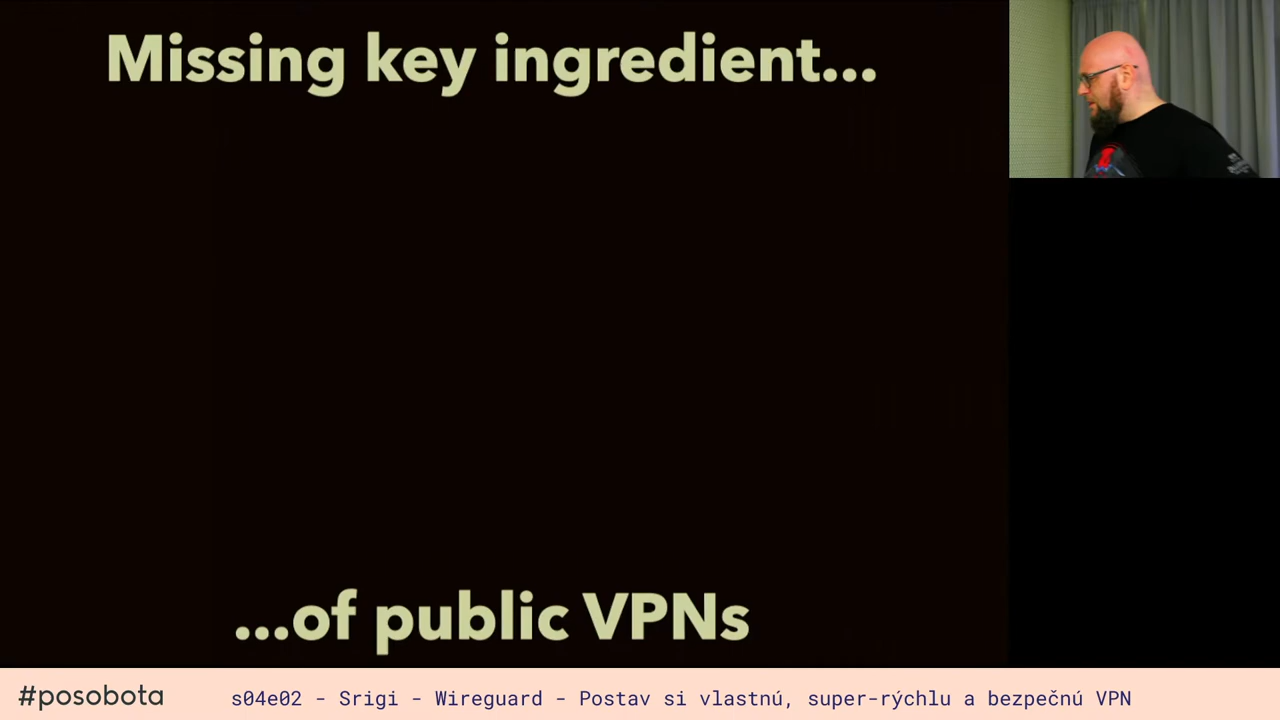 Missing key ingredient...
...of public VPNs
#posobota
s04e02 - Srigi - Wireguard - Postav si vlastnú, super-rýchlu a bezpečnú VPN